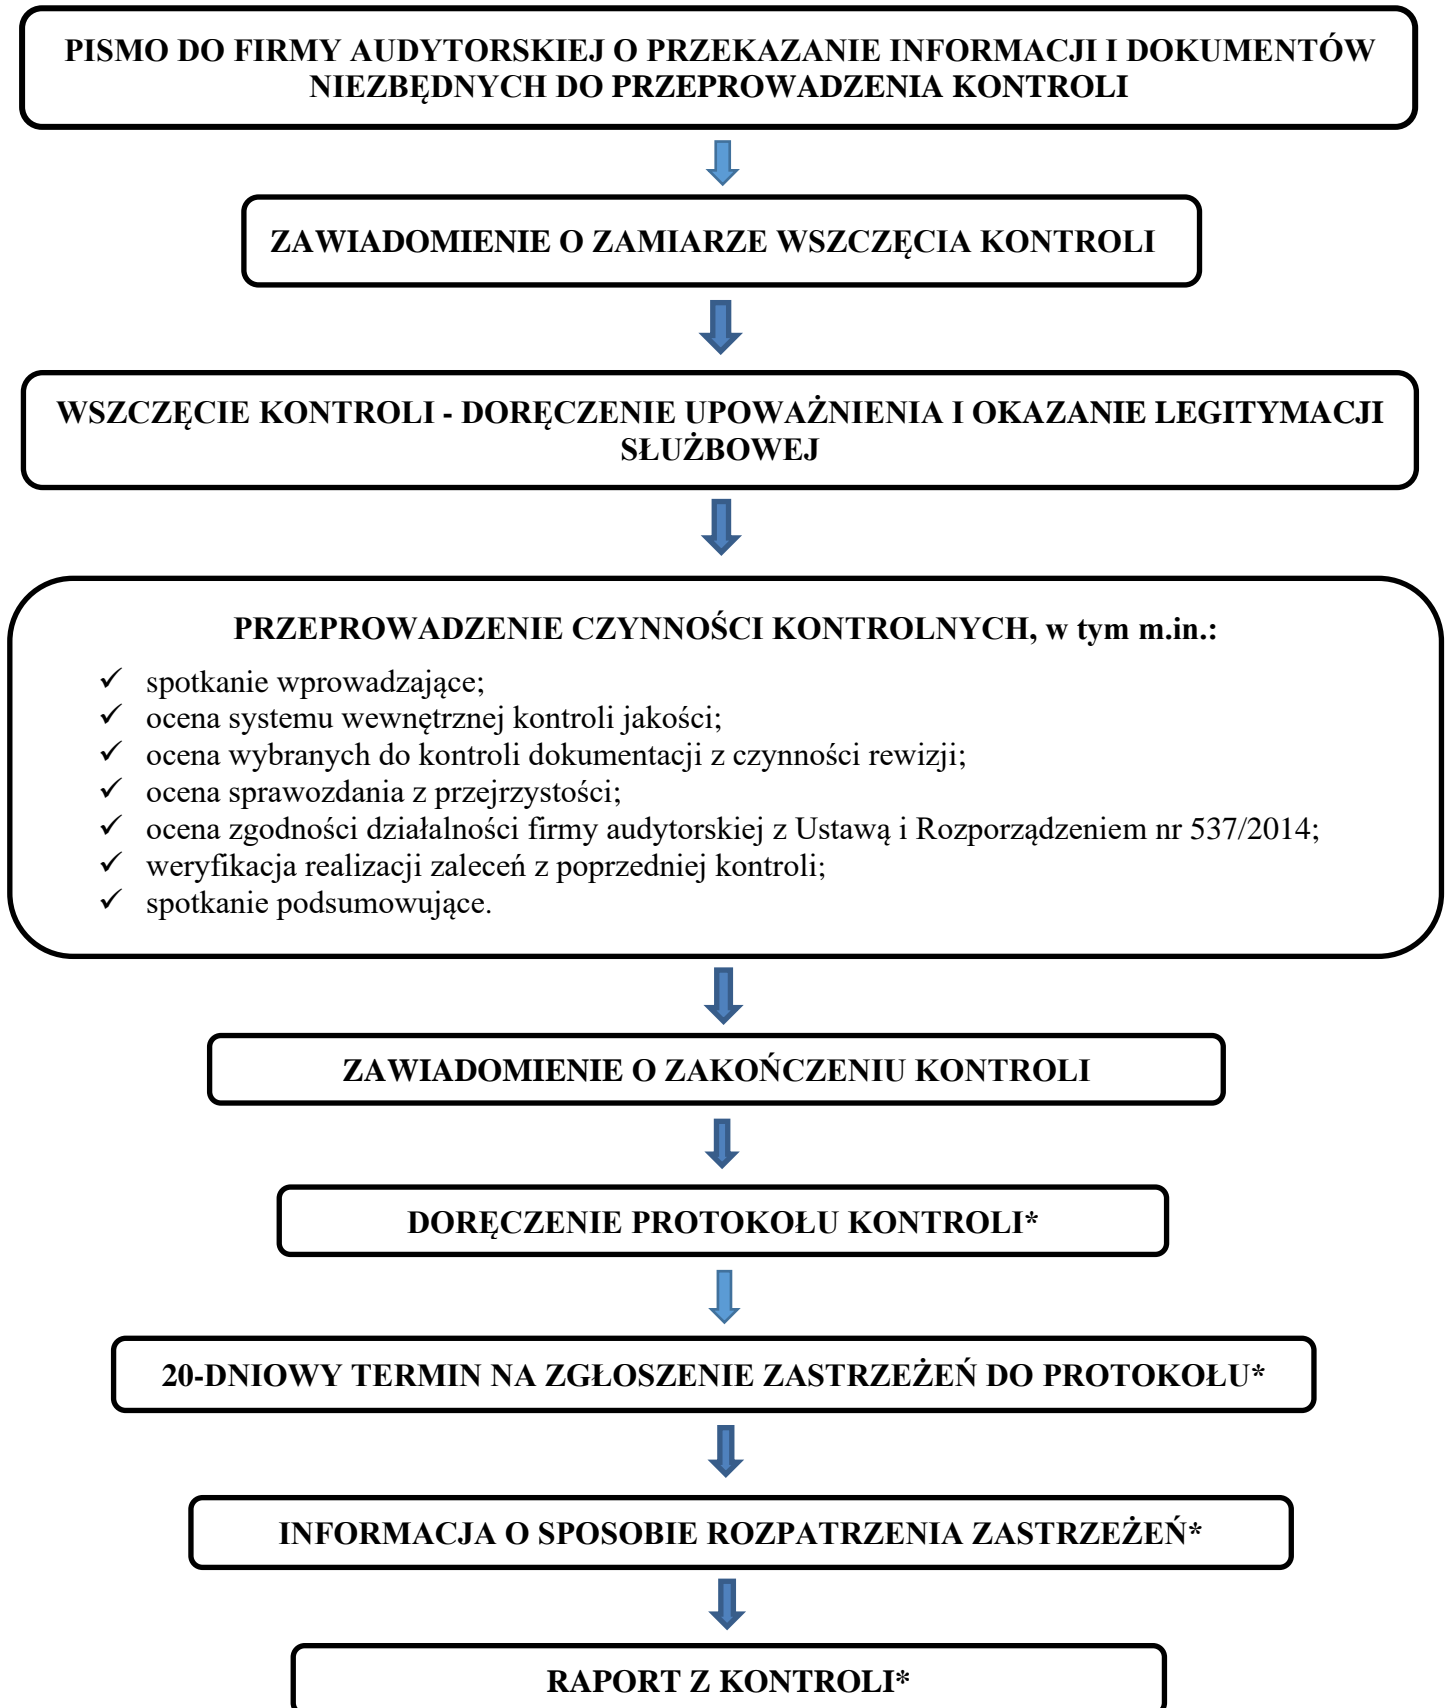 PISMO DO FIRMY AUDYTORSKIEJ O PRZEKAZANIE INFORMACJI I DOKUMENTÓW
NIEZBĘDNYCH DO PRZEPROWADZENIA KONTROLI
ZAWIADOMIENIE O ZAMIARZE WSZCZĘCIA KONTROLI
WSZCZĘCIE KONTROLI - DORĘCZENIE UPOWAŻNIENIA I OKAZANIE LEGITYMACJI
SŁUŻBOWEJ
PRZEPROWADZENIE CZYNNOŚCI KONTROLNYCH, w tym m.in.:
✓ spotkanie wprowadzające;
✓ ocena systemu wewnętrznej kontroli jakości;
✓ ocena wybranych do kontroli dokumentacji z czynności rewizji;
✓ ocena sprawozdania z przejrzystości;
✓ ocena zgodności działalności firmy audytorskiej z Ustawą i Rozporządzeniem nr 537/2014;
✓ weryfikacja realizacji zaleceń z poprzedniej kontroli;
✓ spotkanie podsumowujące.
ZAWIADOMIENIE O ZAKOŃCZENIU KONTROLI
DORĘCZENIE PROTOKOŁU KONTROLI*
20-DNIOWY TERMIN NA ZGŁOSZENIE ZASTRZEŻEŃ DO PROTOKOŁU*
INFORMACJA O SPOSOBIE ROZPATRZENIA ZASTRZEŻEŃ*
RAPORT Z KONTROLI*